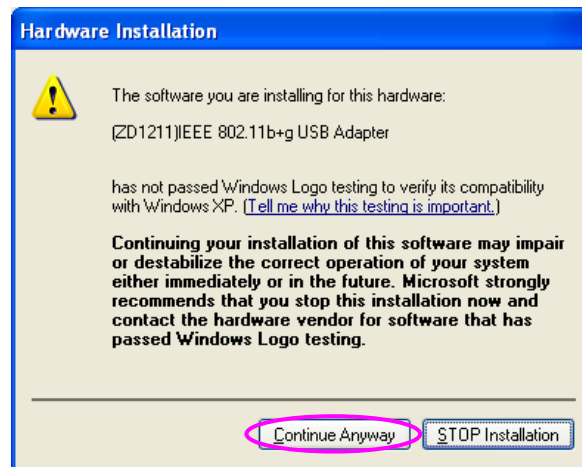 Hardware Installation
The software you are installing for this hardware:
(ZD1211)IEEE 802.11b+g USB Adapter
has not passed Windows Logo testing to verify its compatibility
with Windows XP. (Tell me why this testing is important.)
Continuing your installation of this software may impair
or destabilize the correct operation of your system
either immediately or in the future. Microsoft strongly
recommends that you stop this installation now and
contact the hardware vendor for software that has
passed Windows Logo testing.
Continue Anyway
STOP Installation